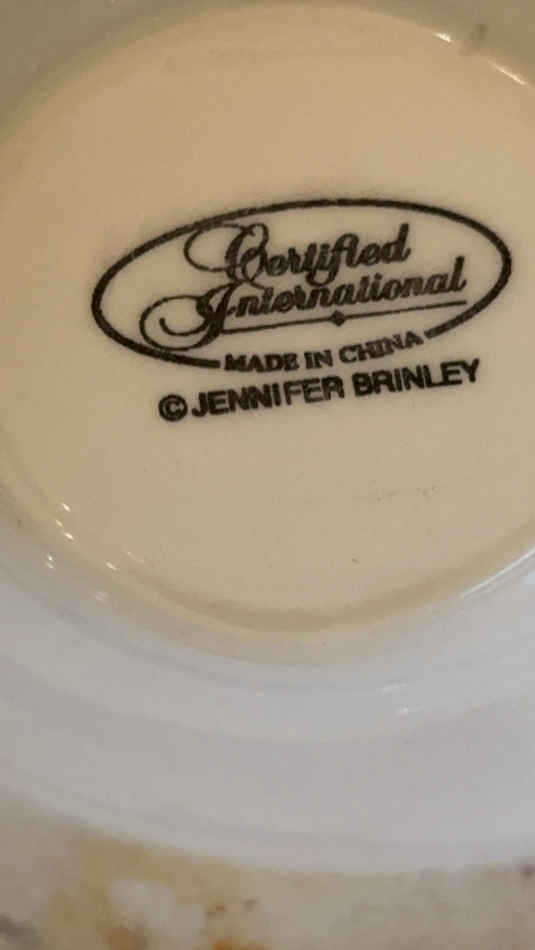 Certified
International
MADE IN CHINA
© JENNIFER BRINLEY